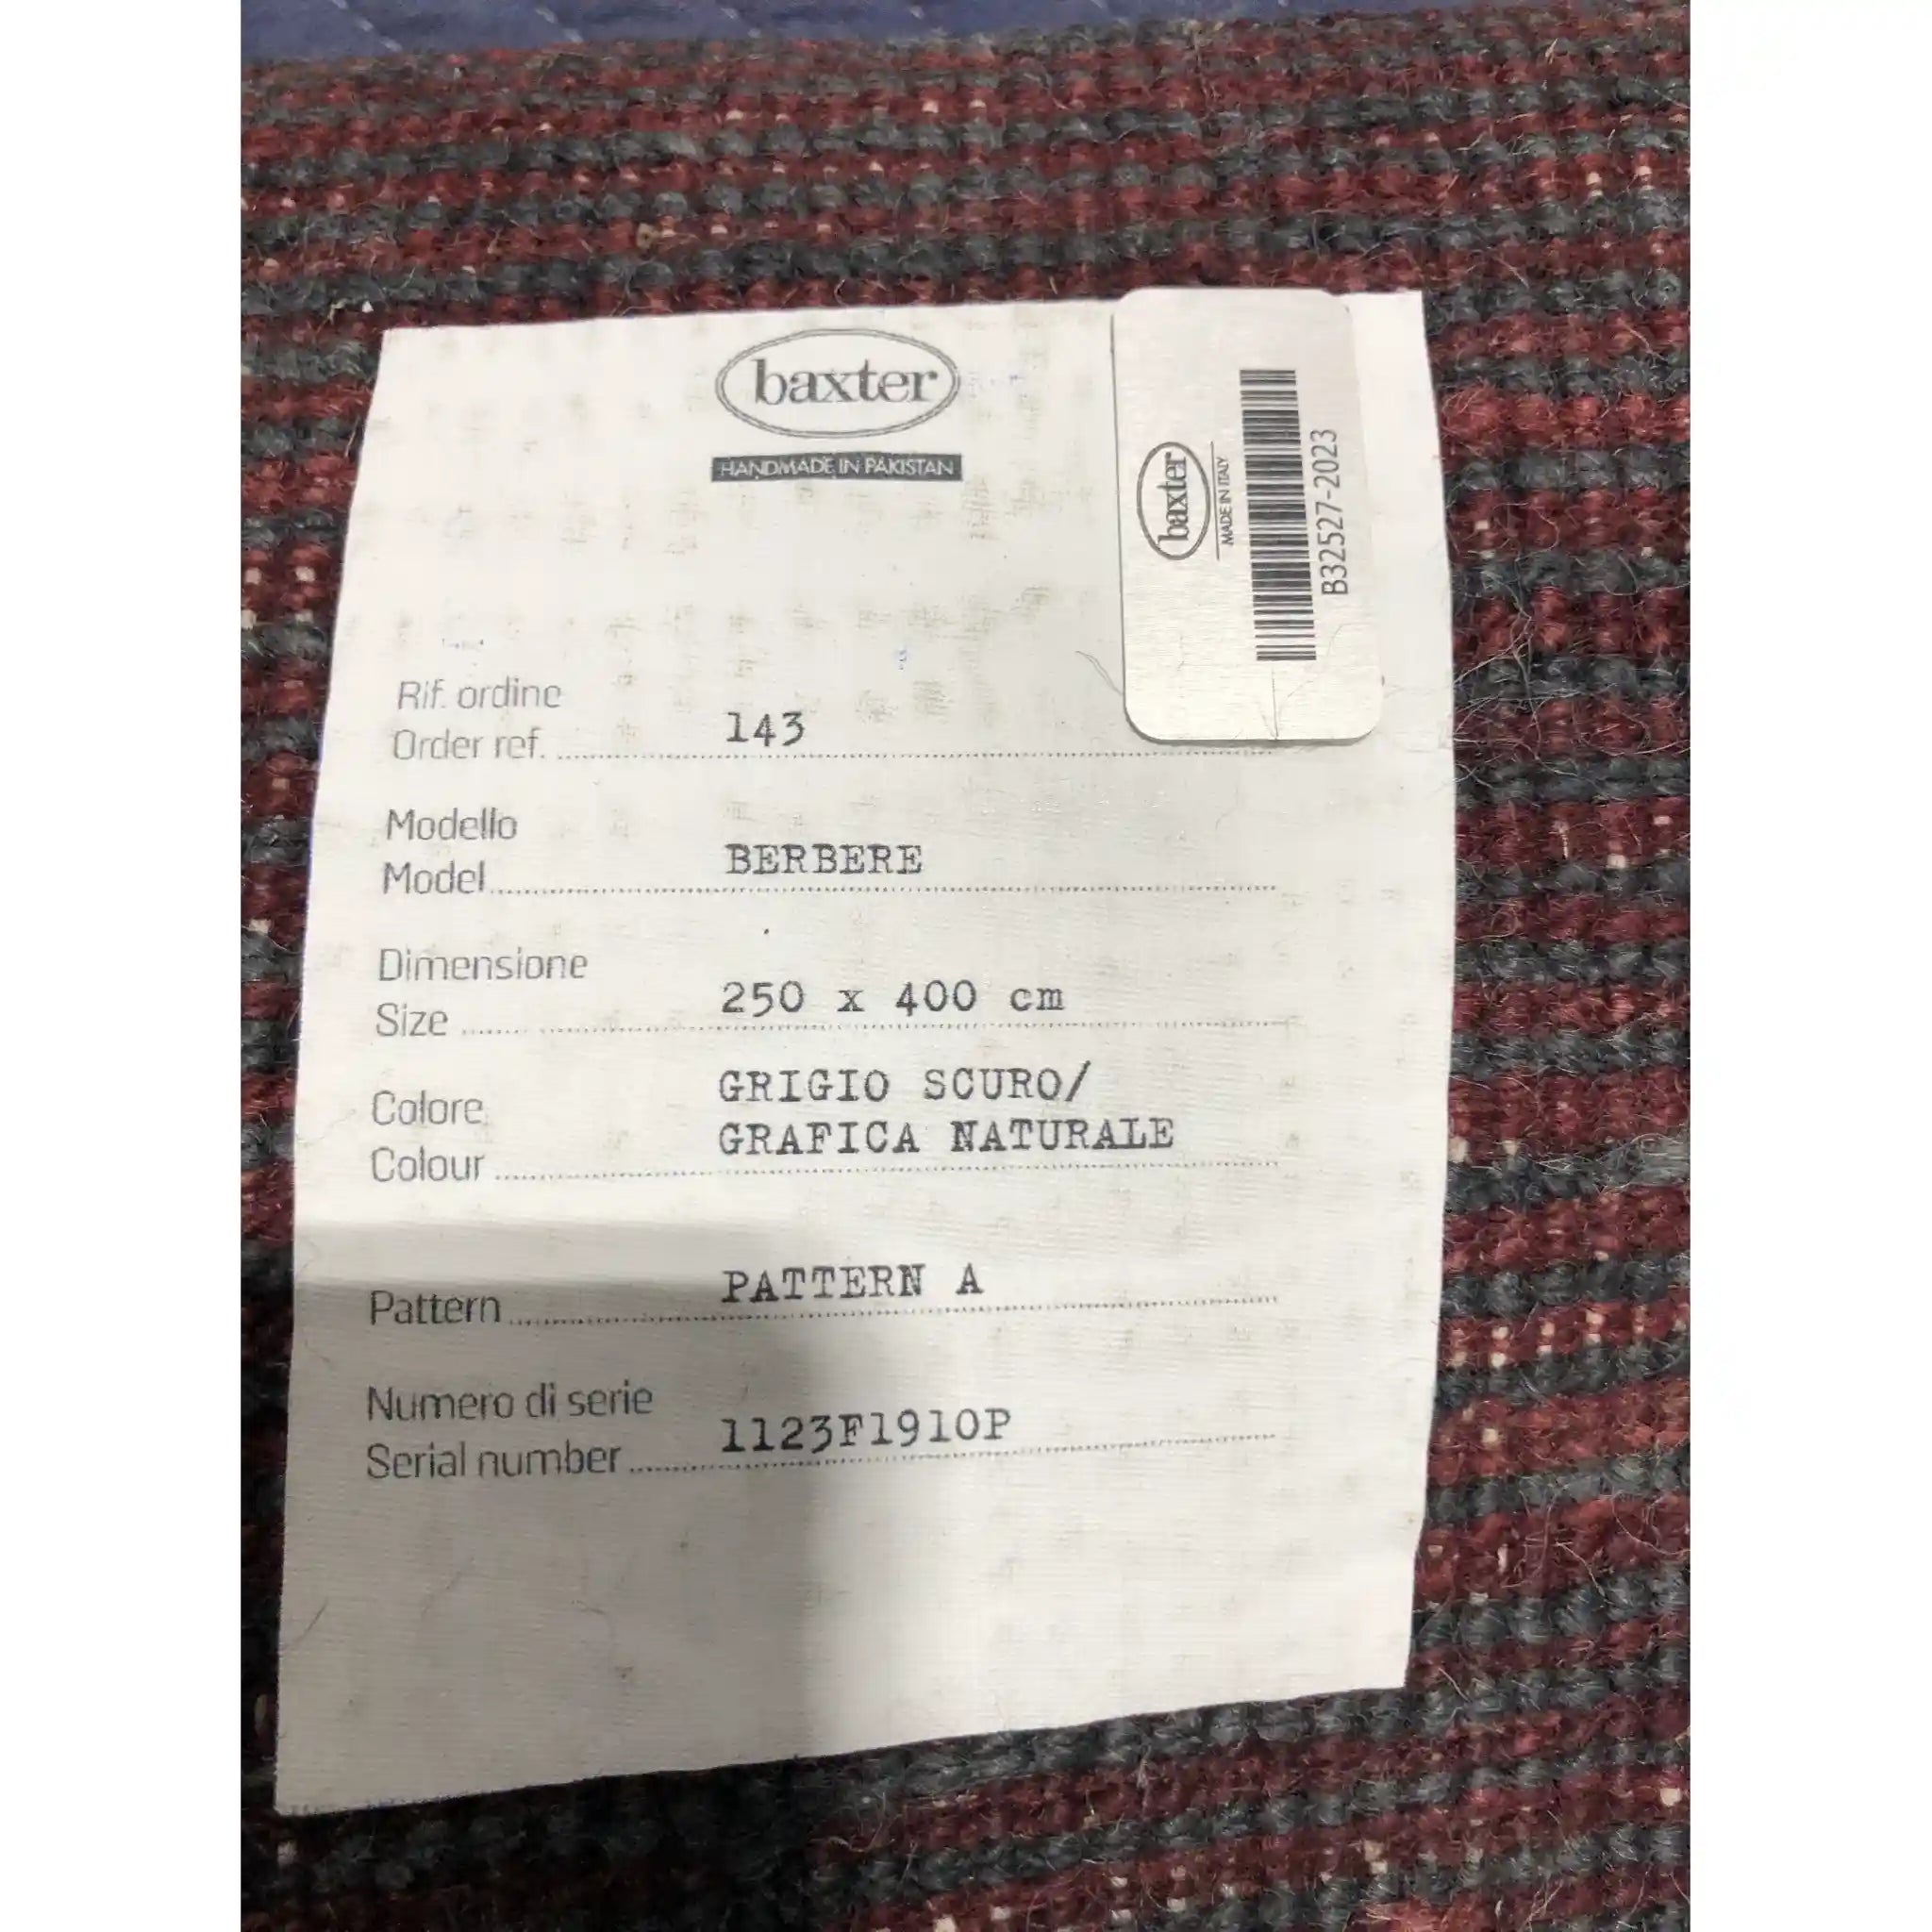 baxter
HANDMADE IN PAKISTAN
baxter
MADE IN ITALY
B32527-2023
Rif. ordine
Order ref. 143
Modello
Model BERBERE
Dimensione
Size 250 x 400 cm
Colore GRIGIO SCURO/
Colour GRAFICA NATURALE
Pattern PATTERN A
Numero di serie
Serial number 1123F1910P